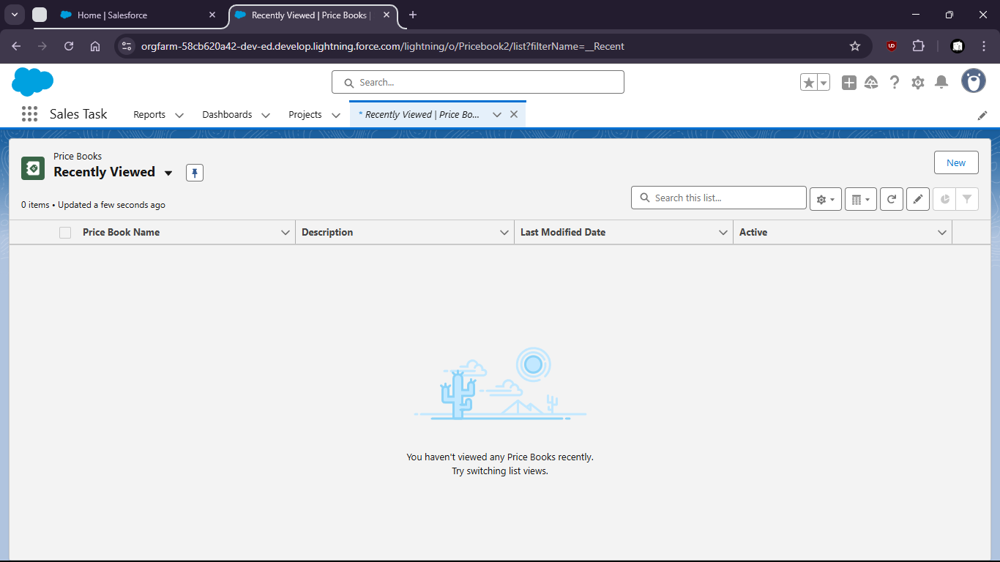 Home | Salesforce
Recently Viewed | Price Books |
orgfarm-58cb620a42-dev-ed.develop.lightning.force.com/lightning/o/Pricebook2/list?filterName=__Recent
Search...
Sales Task
Reports
Dashboards
Projects
* Recently Viewed | Price Bo...
Price Books
Recently Viewed
New
0 items • Updated a few seconds ago
Search this list...
Price Book Name
Description
Last Modified Date
Active
You haven't viewed any Price Books recently.
Try switching list views.